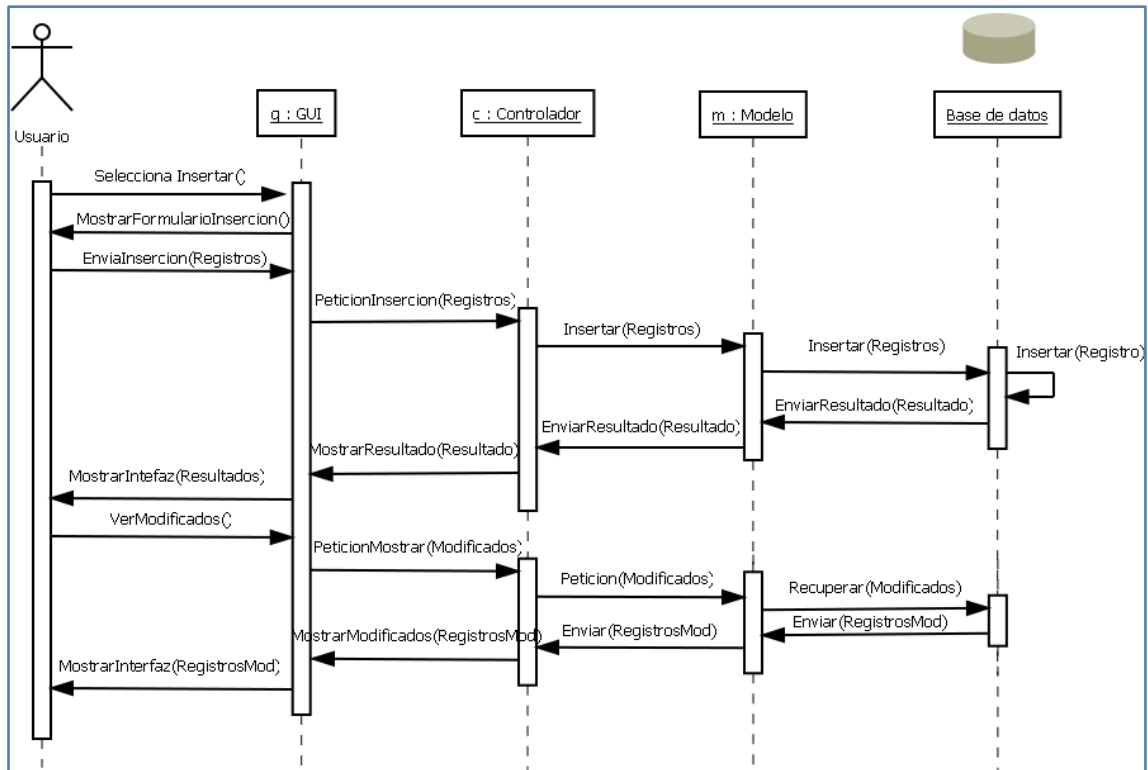 Usuario
g : GUI
c : Controlador
m : Modelo
Base de datos
Selecciona Insertar()
MostrarFormularioInsercion()
EnviaInsercion(Registros)
PeticionInsercion(Registros)
Insertar(Registros)
Insertar(Registros)
Insertar(Registro)
EnviarResultado(Resultado)
EnviarResultado(Resultado)
MostrarResultado(Resultado)
MostrarIntefaz(Resultados)
VerModificados()
PeticionMostrar(Modificados)
Peticion(Modificados)
Recuperar(Modificados)
Enviar(RegistrosMod)
Enviar(RegistrosMod)
MostrarModificados(RegistrosMod)
MostrarInterfaz(RegistrosMod)